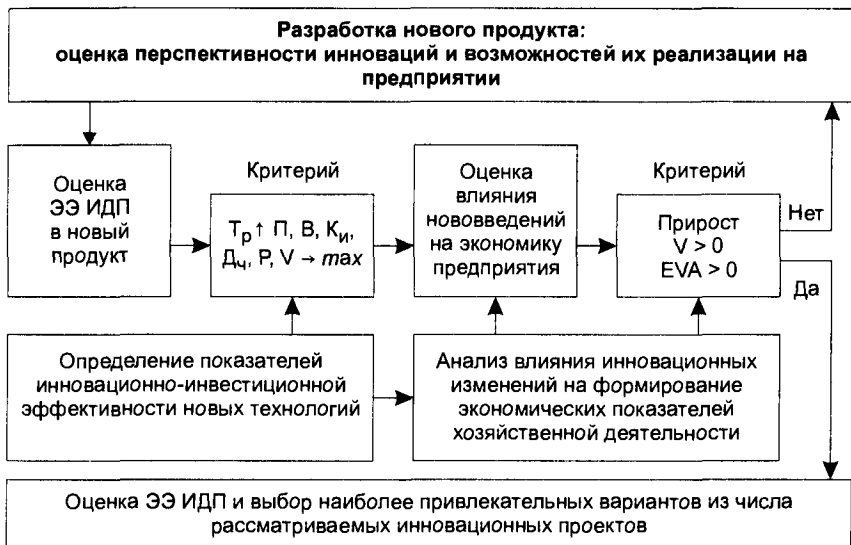 Разработка нового продукта:
оценка перспективности инноваций и возможностей их реализации на
предприятии
Оценка
ЭЭ ИДП
в новый
продукт
Критерий
Tр↑ П, В, Kи,
Дч, Р, V → max
Оценка
влияния
нововведений
на экономику
предприятия
Критерий
Прирост
V > 0
EVA > 0
Нет
Да
Определение показателей
инновационно-инвестиционной
эффективности новых технологий
Анализ влияния инновационных
изменений на формирование
экономических показателей
хозяйственной деятельности
Оценка ЭЭ ИДП и выбор наиболее привлекательных вариантов из числа
рассматриваемых инновационных проектов